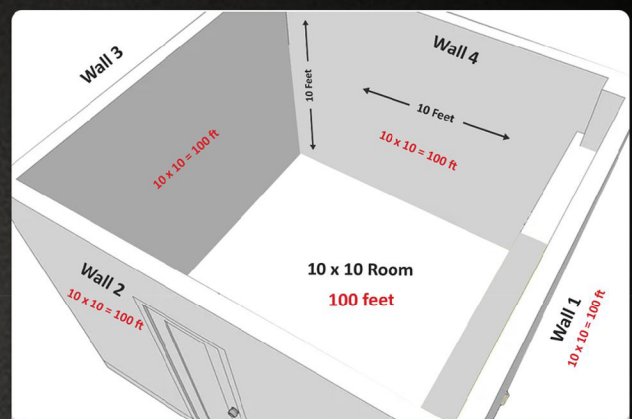 Wall 3
10 x 10 = 100 ft
10 Feet
Wall 4
10 Feet
10 x 10 = 100 ft
10 x 10 Room
100 feet
Wall 2
10 x 10 = 100 ft
Wall 1
10 x 10 = 100 ft